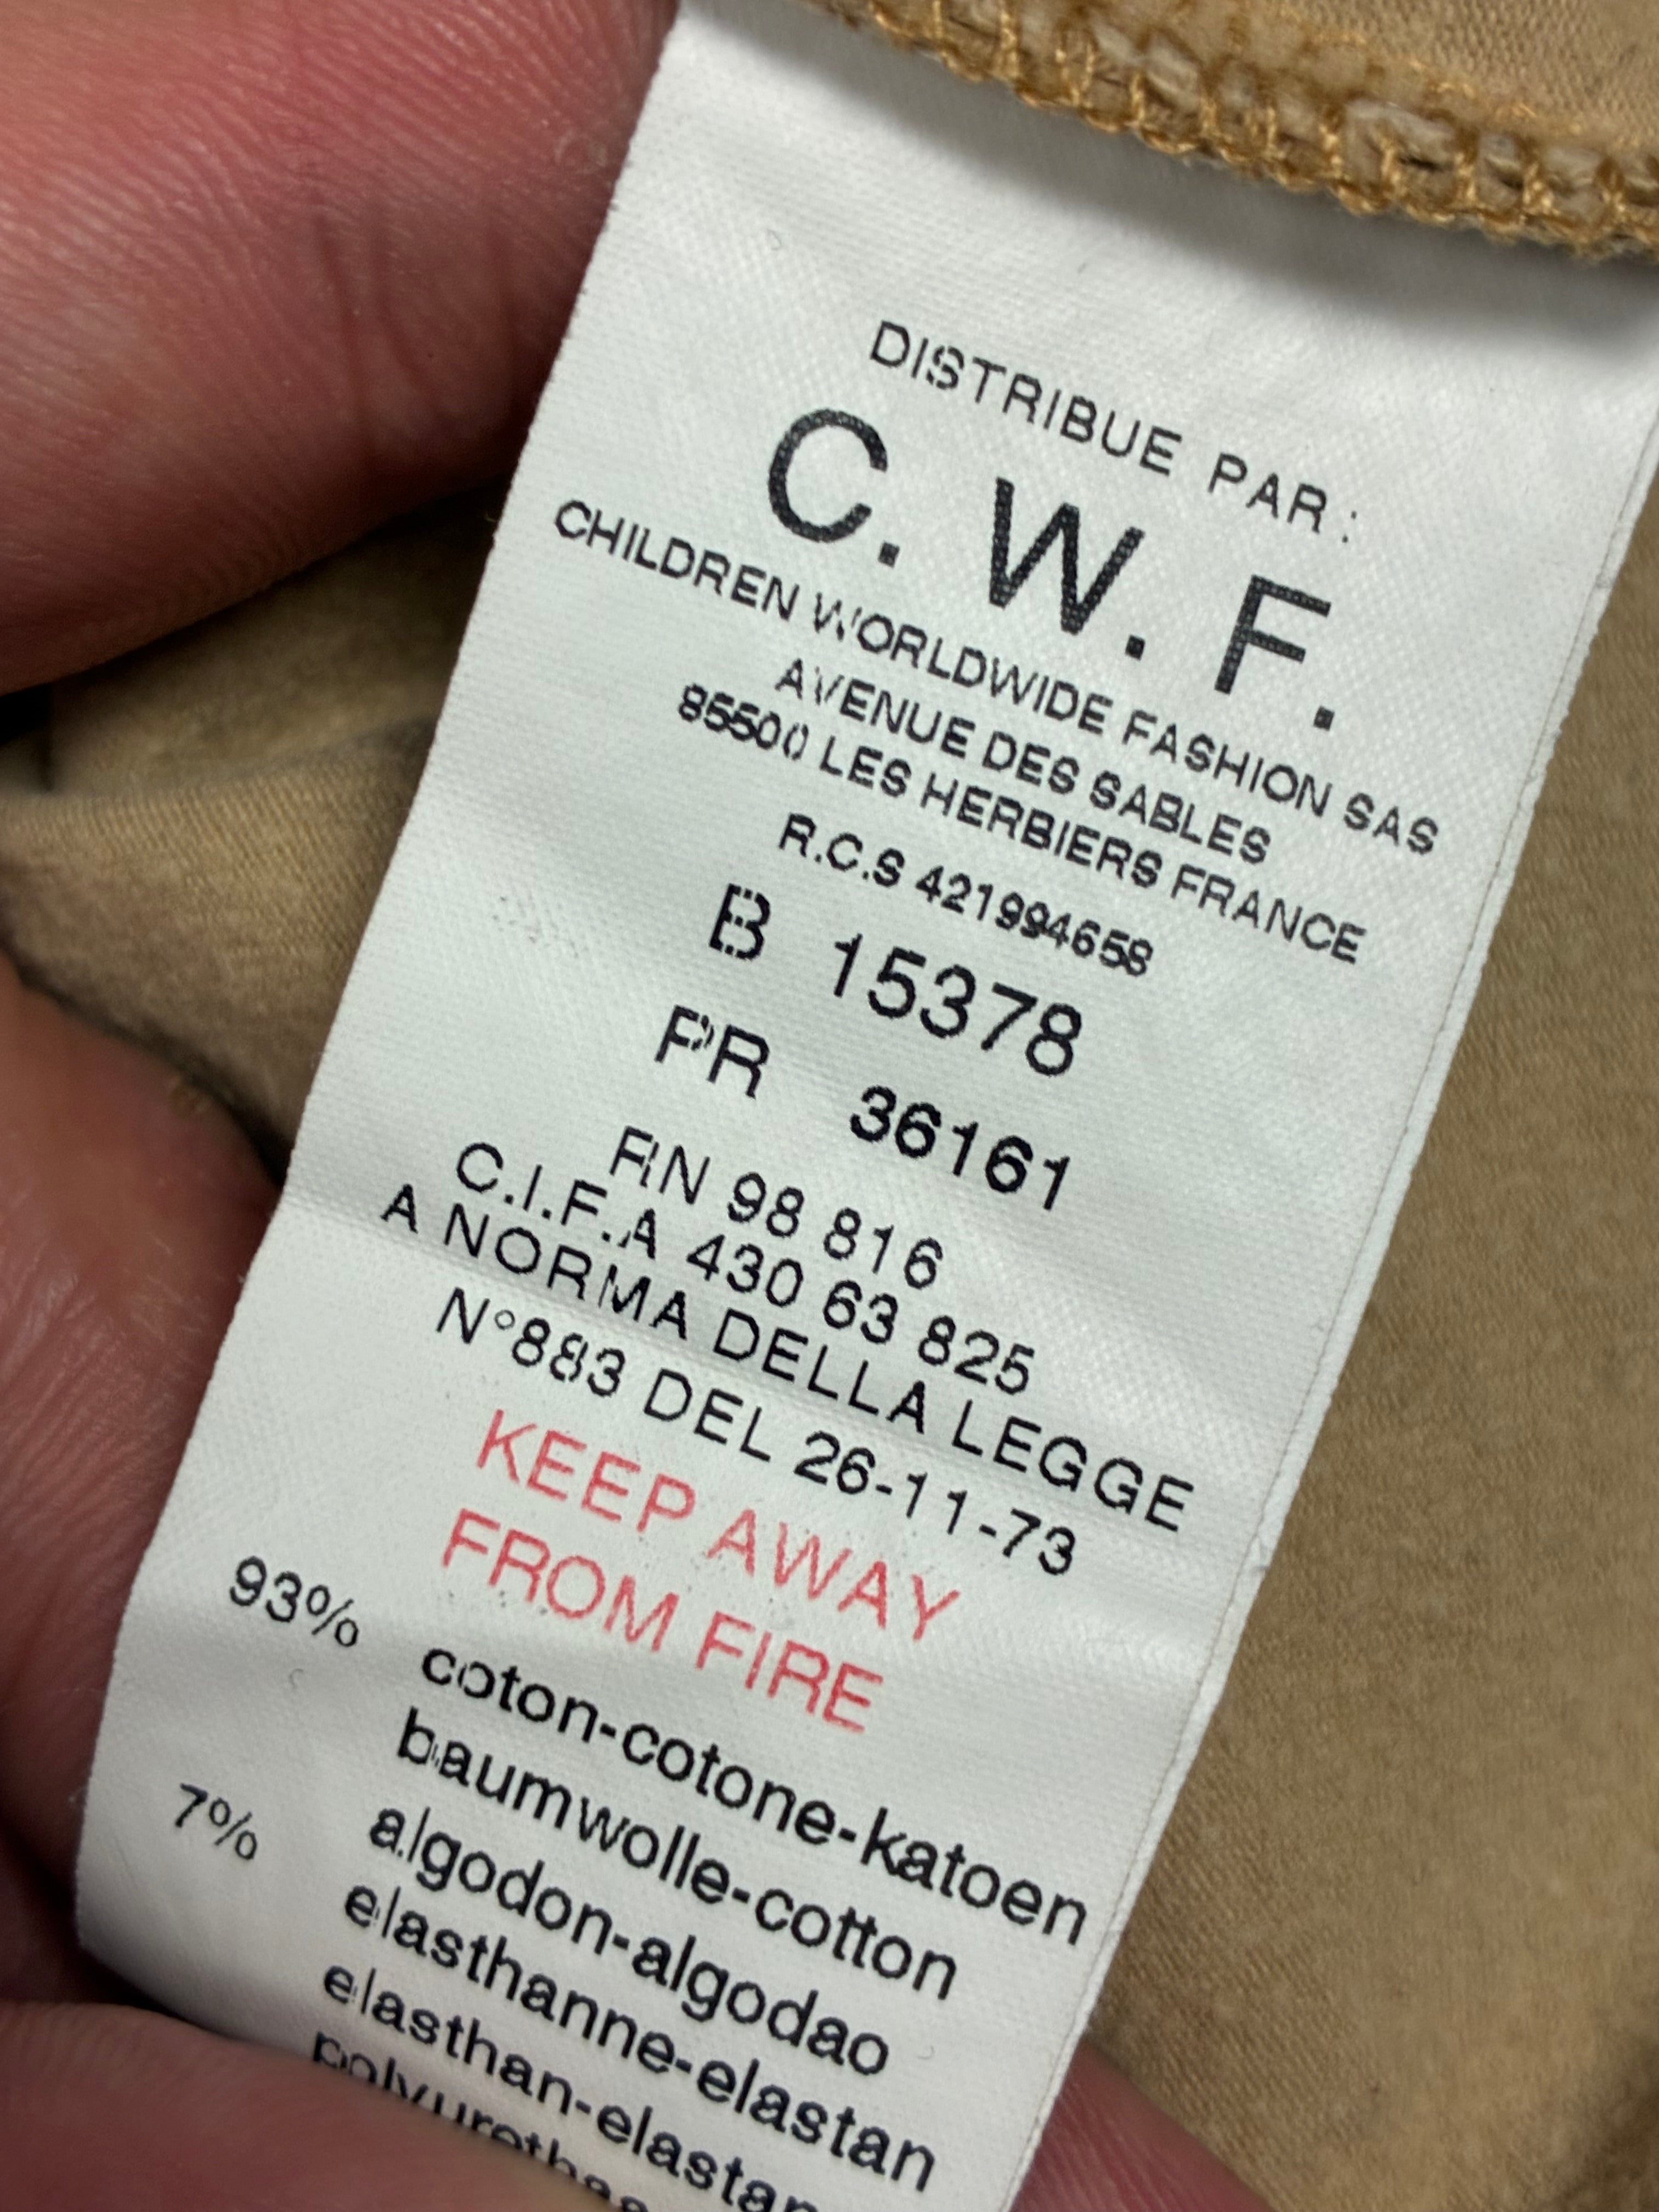 DISTRIBUE PAR:
C. W. F.
CHILDREN WORLDWIDE FASHION SAS
AVENUE DES SABLES
85500 LES HERBIERS FRANCE
R.C.S 421994658
B 15378
PR 36161
RN 98 816
C.I.F.A 430 63 825
A NORMA DELLA LEGGE
N°883 DEL 26-11-73
KEEP AWAY
FROM FIRE
93% coton-cotone-katoen
baumwolle-cotton
algodon-algodao
7% elasthanne-elastan
elasthan-elastan